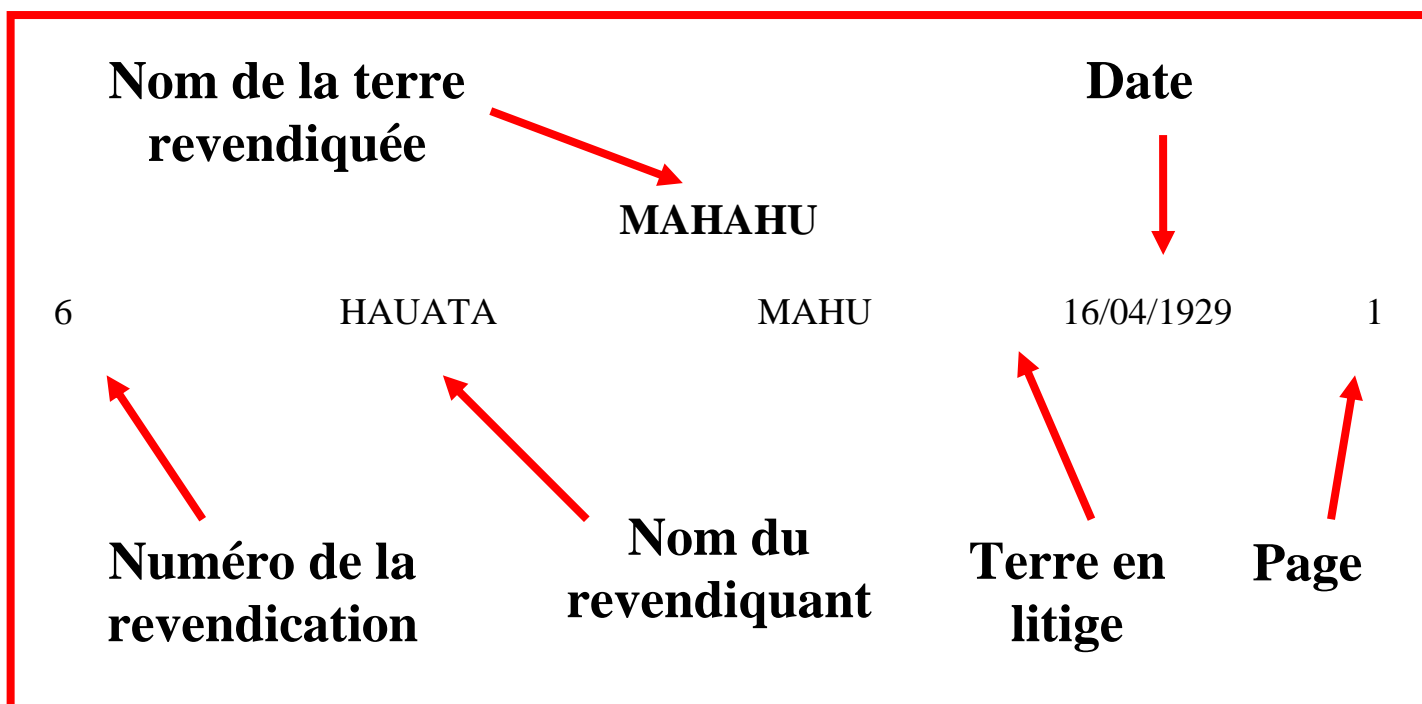 Nom de la terre
revendiquée
Date
MAHAHU
6 HAUATA MAHU 16/04/1929 1
Numéro de la
revendication
Nom du
revendiquant
Terre en
litige
Page